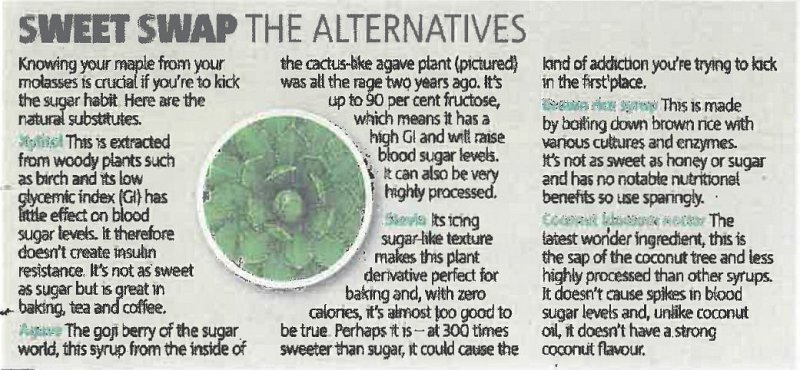 SWEET SWAP THE ALTERNATIVES
Knowing your maple from your
molasses is crucial if you're to kick
the sugar habit. Here are the
natural substitutes.
Xylitol This is extracted
from woody plants such
as birch and its low
glycemic index (GI) has
little effect on blood
sugar levels. It therefore
doesn't create insulin
resistance. It's not as sweet
as sugar but is great in
baking, tea and coffee.
Agave The goji berry of the sugar
world, this syrup from the inside of
the cactus-like agave plant (pictured)
was all the rage two years ago. It's
up to 90 per cent fructose,
which means it has a
high GI and will raise
blood sugar levels.
It can also be very
highly processed.
Stevia Its icing
sugar-like texture
makes this plant
derivative perfect for
baking and, with zero
calories, it's almost too good to
be true. Perhaps it is – at 300 times
sweeter than sugar, it could cause the
kind of addiction you're trying to kick
in the first place.
Brown rice syrup This is made
by boiling down brown rice with
various cultures and enzymes.
It's not as sweet as honey or sugar
and has no notable nutritional
benefits so use sparingly.
Coconut blossom nectar The
latest wonder ingredient, this is
the sap of the coconut tree and less
highly processed than other syrups.
It doesn't cause spikes in blood
sugar levels and, unlike coconut
oil, it doesn't have a strong
coconut flavour.